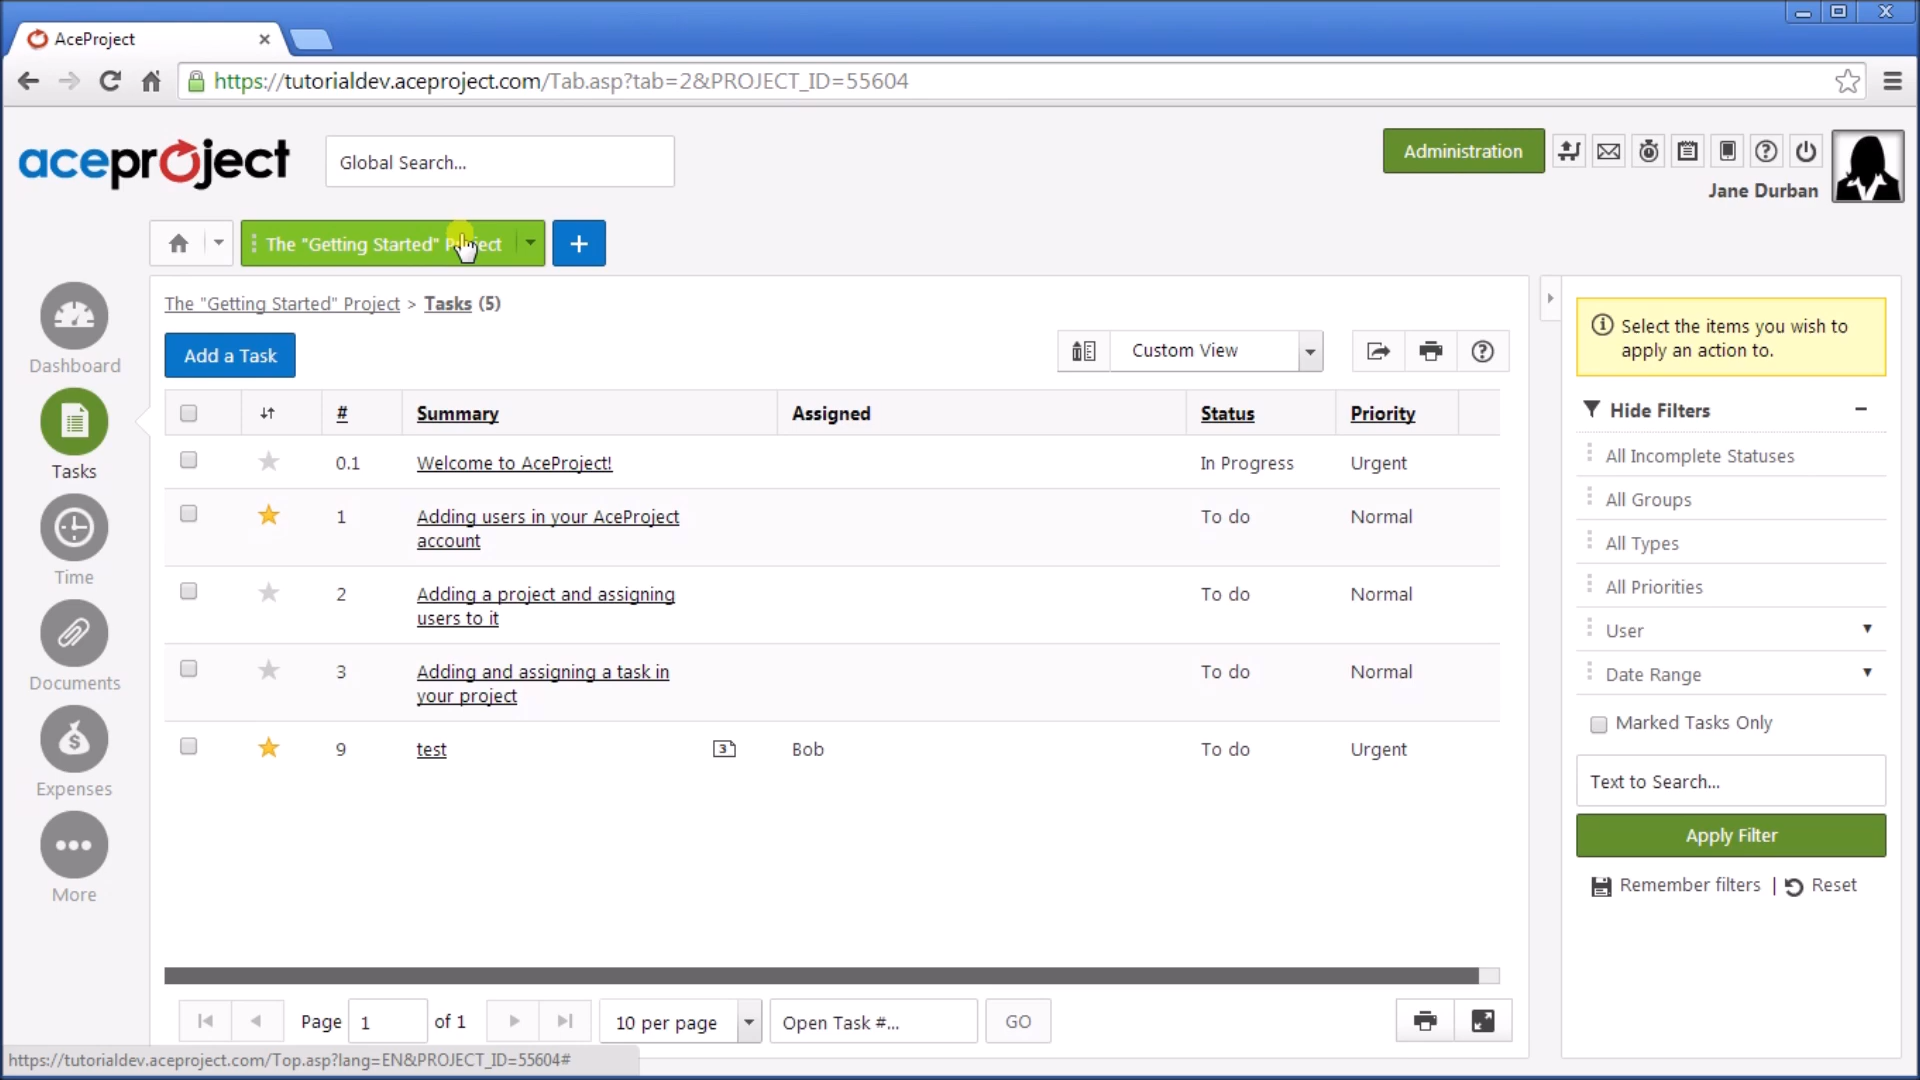 AceProject
https://tutorialdev.aceproject.com/Tab.asp?tab=2&PROJECT_ID=55604
aceproject
Global Search...
Administration
Jane Durban
The "Getting Started" Project
The "Getting Started" Project > Tasks (5)
Add a Task
Custom View
# Summary Assigned Status Priority
0.1 Welcome to AceProject! In Progress Urgent
1 Adding users in your AceProject To do Normal
account
2 Adding a project and assigning To do Normal
users to it
3 Adding and assigning a task in To do Normal
your project
9 test 3 Bob To do Urgent
Page 1 of 1
10 per page
Open Task #...
GO
Dashboard
Tasks
Time
Documents
Expenses
More
Select the items you wish to
apply an action to.
Hide Filters
All Incomplete Statuses
All Groups
All Types
All Priorities
User
Date Range
Marked Tasks Only
Text to Search...
Apply Filter
Remember filters | Reset
https://tutorialdev.aceproject.com/Top.asp?lang=EN&PROJECT_ID=55604#